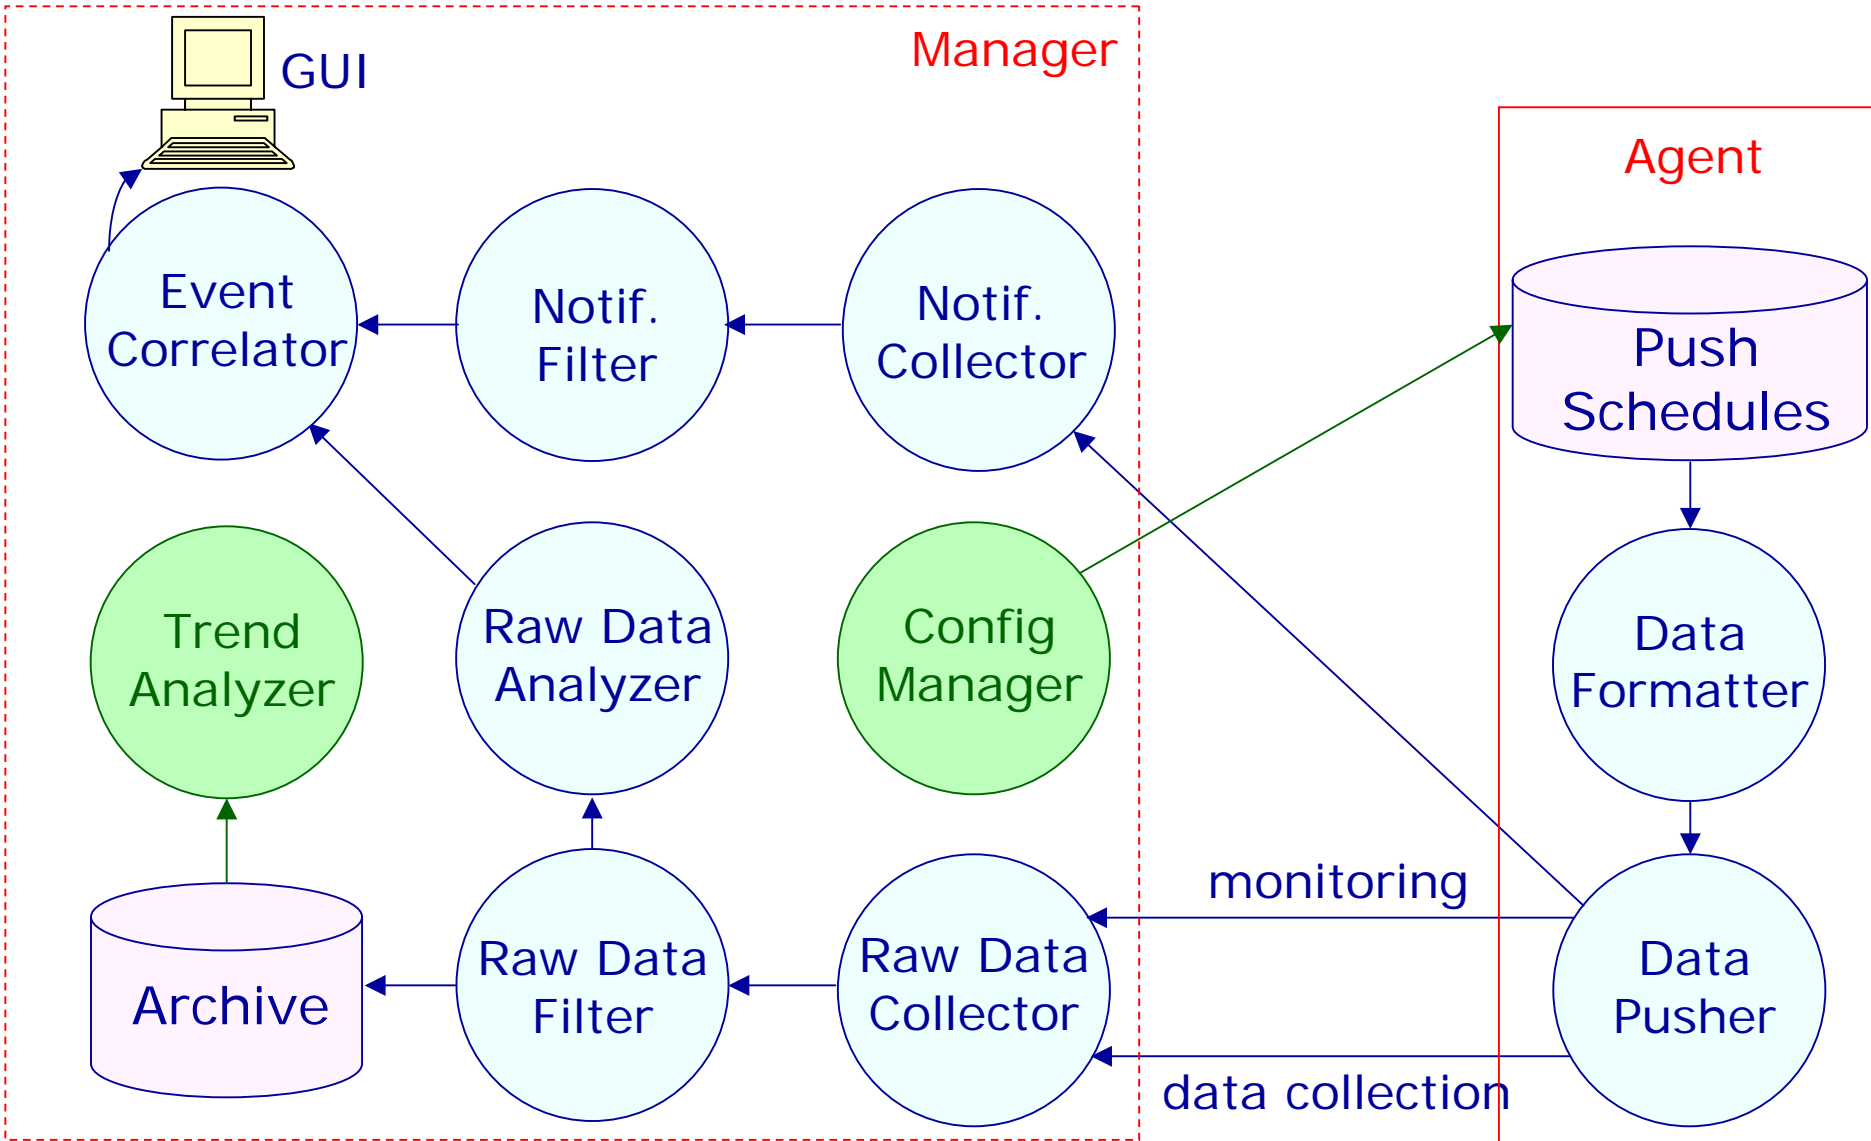 GUI
Manager
Agent
Event
Correlator
Notif.
Filter
Notif.
Collector
Push
Schedules
Trend
Analyzer
Raw Data
Analyzer
Config
Manager
Data
Formatter
monitoring
Archive
Raw Data
Filter
Raw Data
Collector
Data
Pusher
data collection